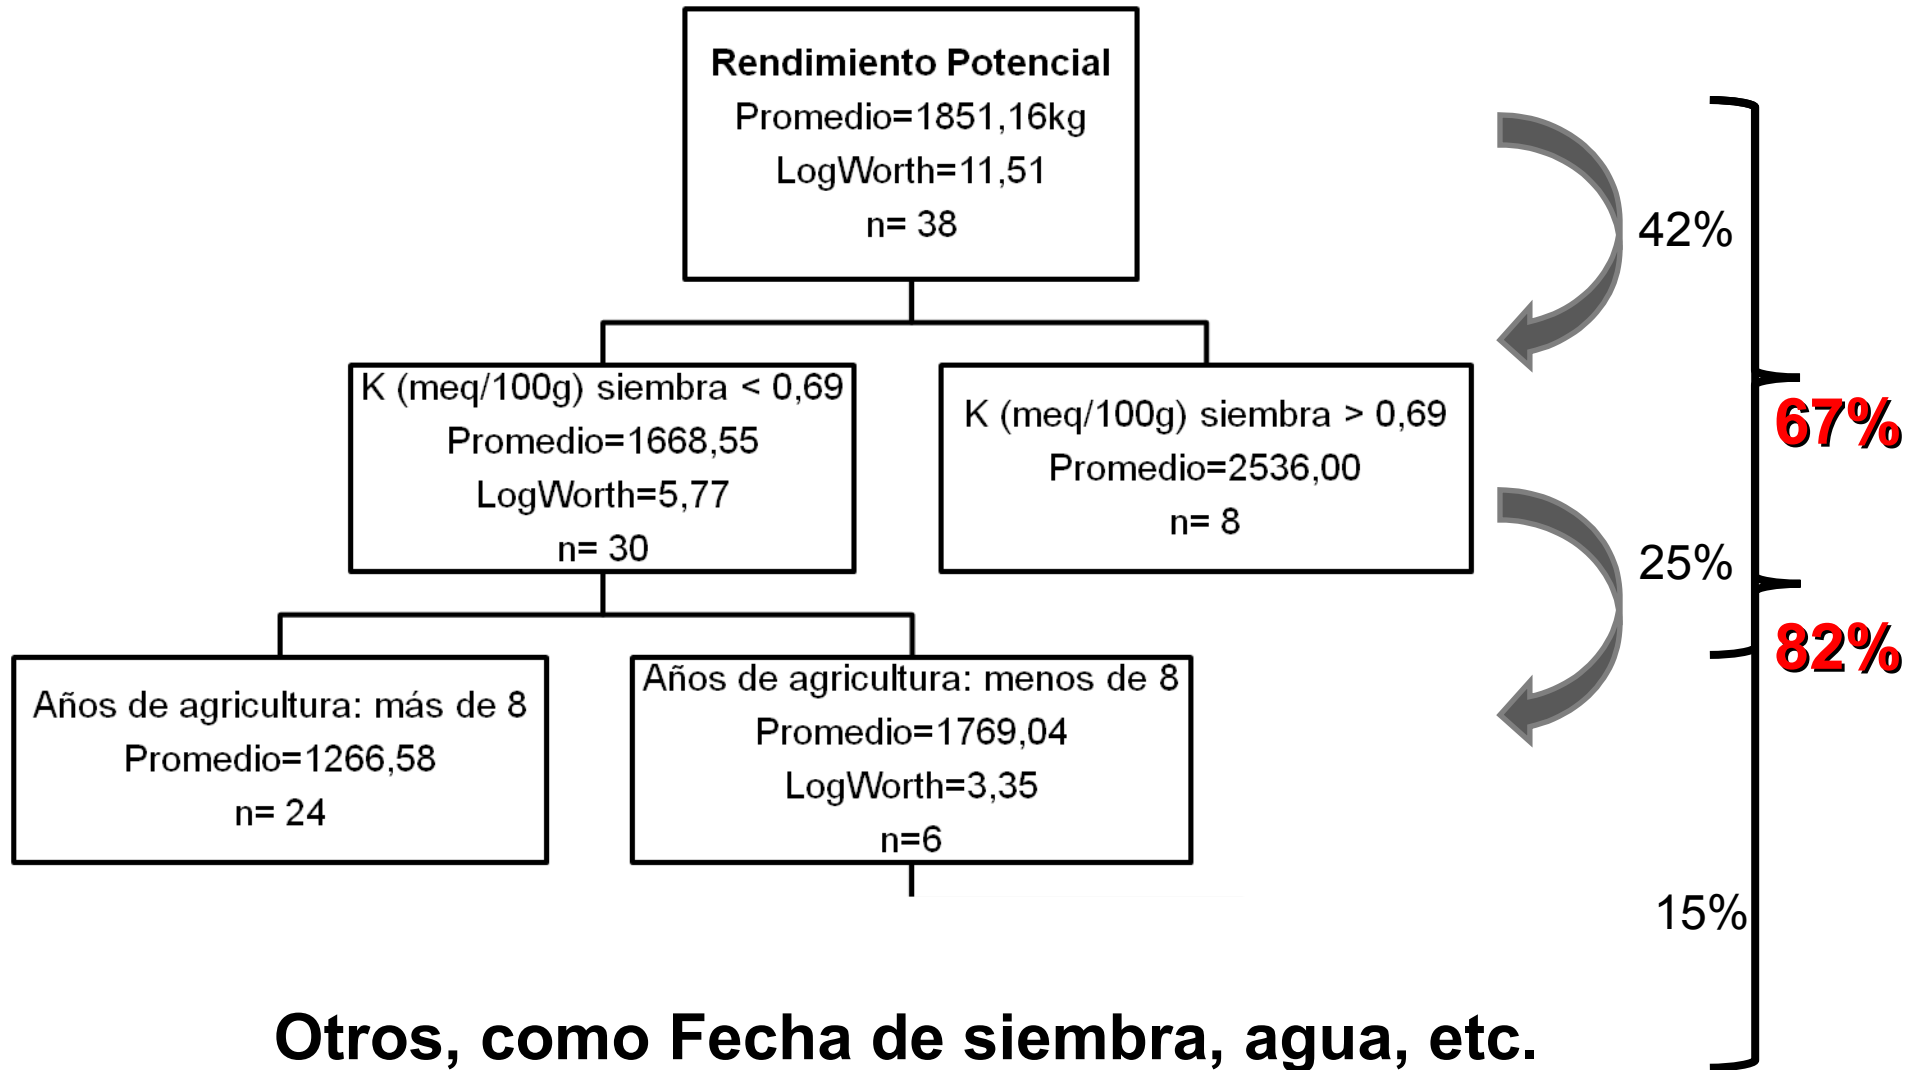 Rendimiento Potencial
Promedio=1851,16kg
LogWorth=11,51
n= 38
42%
K (meq/100g) siembra < 0,69
Promedio=1668,55
LogWorth=5,77
n= 30
K (meq/100g) siembra > 0,69
Promedio=2536,00
n= 8
67%
25%
82%
Años de agricultura: más de 8
Promedio=1266,58
n= 24
Años de agricultura: menos de 8
Promedio=1769,04
LogWorth=3,35
n=6
15%
Otros, como Fecha de siembra, agua, etc.